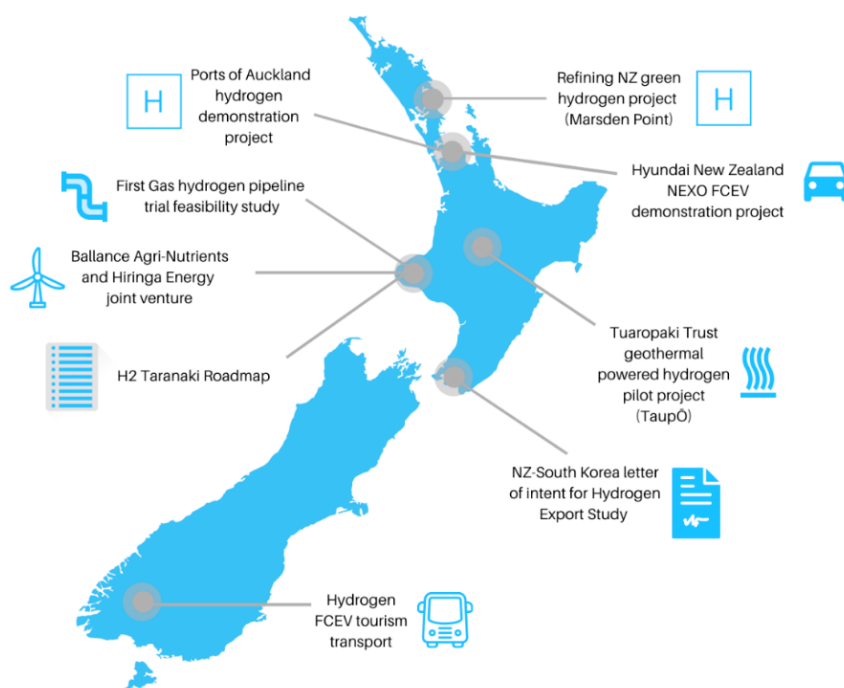 Ports of Auckland
hydrogen
demonstration
project
H
Refining NZ green
hydrogen project
(Marsden Point)
H
First Gas hydrogen pipeline
trial feasibility study
Hyundai New Zealand
NEXO FCEV
demonstration project
Ballance Agri-Nutrients
and Hiringa Energy
joint venture
H2 Taranaki Roadmap
Tuaropaki Trust
geothermal
powered hydrogen
pilot project
(TaupŌ)
NZ-South Korea letter
of intent for Hydrogen
Export Study
Hydrogen
FCEV tourism
transport